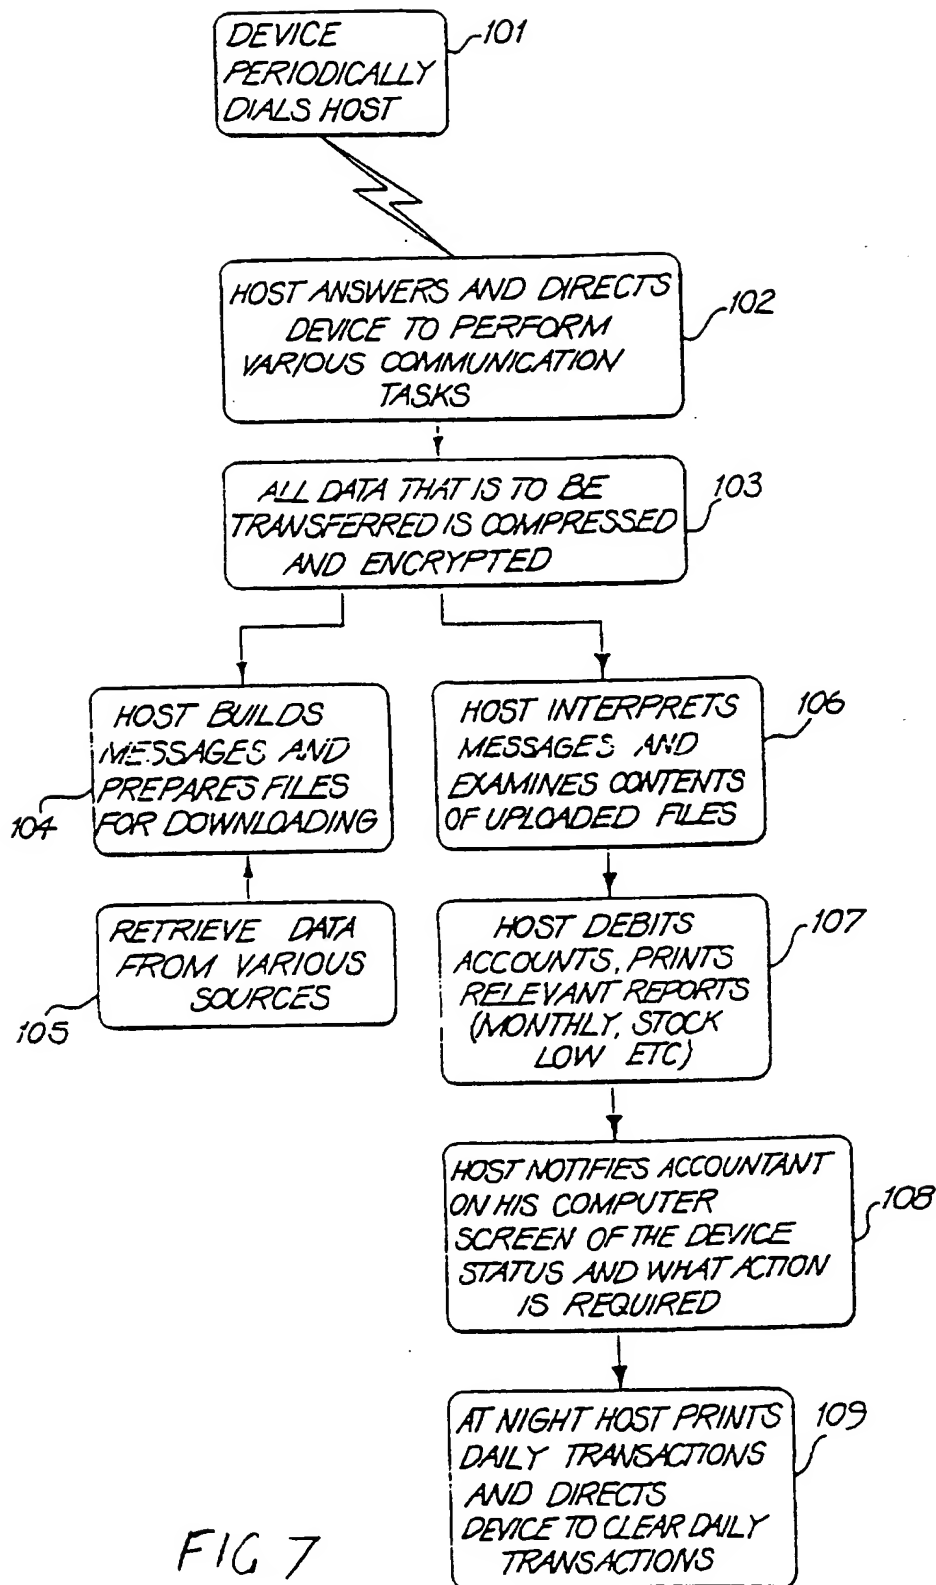 DEVICE
PERIODICALLY
DIALS HOST
101
HOST ANSWERS AND DIRECTS
DEVICE TO PERFORM
VARIOUS COMMUNICATION
TASKS
102
ALL DATA THAT IS TO BE
TRANSFERRED IS COMPRESSED
AND ENCRYPTED
103
HOST BUILDS
MESSAGES AND
PREPARES FILES
FOR DOWNLOADING
104
RETRIEVE DATA
FROM VARIOUS
SOURCES
105
HOST INTERPRETS
MESSAGES AND
EXAMINES CONTENTS
OF UPLOADED FILES
106
HOST DEBITS
ACCOUNTS, PRINTS
RELEVANT REPORTS
(MONTHLY, STOCK
LOW ETC)
107
HOST NOTIFIES ACCOUNTANT
ON HIS COMPUTER
SCREEN OF THE DEVICE
STATUS AND WHAT ACTION
IS REQUIRED
108
AT NIGHT HOST PRINTS
DAILY TRANSACTIONS
AND DIRECTS
DEVICE TO CLEAR DAILY
TRANSACTIONS
109
FIG 7